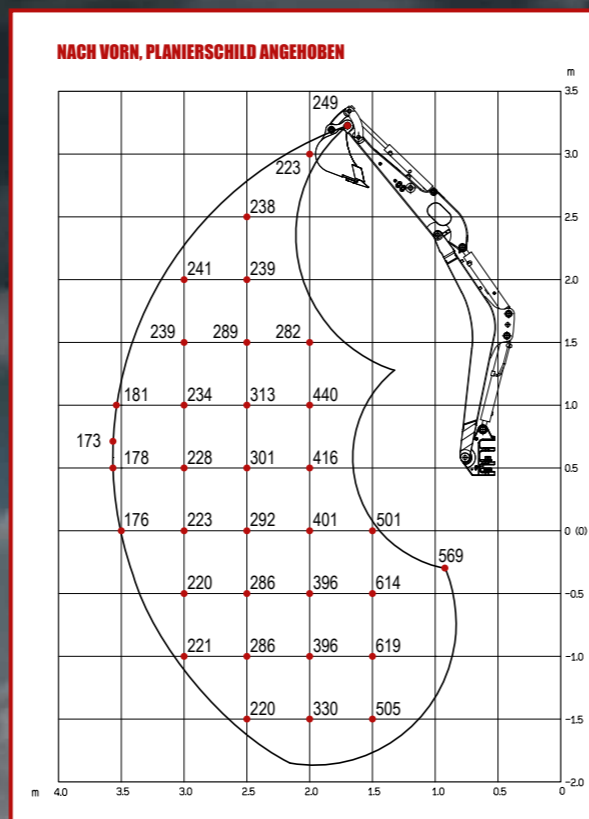 NACH VORN, PLANIERSCHILD ANGEHOBEN
m
249 3.5
223 3.0
238 2.5
241 239 2.0
239 289 282 1.5
181 234 313 440 1.0
173
178 228 301 416 0.5
176 223 292 401 501 0 (0)
569
220 286 396 614 –0.5
221 286 396 619 –1.0
220 330 505 –1.5
–2.0
m 4.0 3.5 3.0 2.5 2.0 1.5 1.0 0.5 0